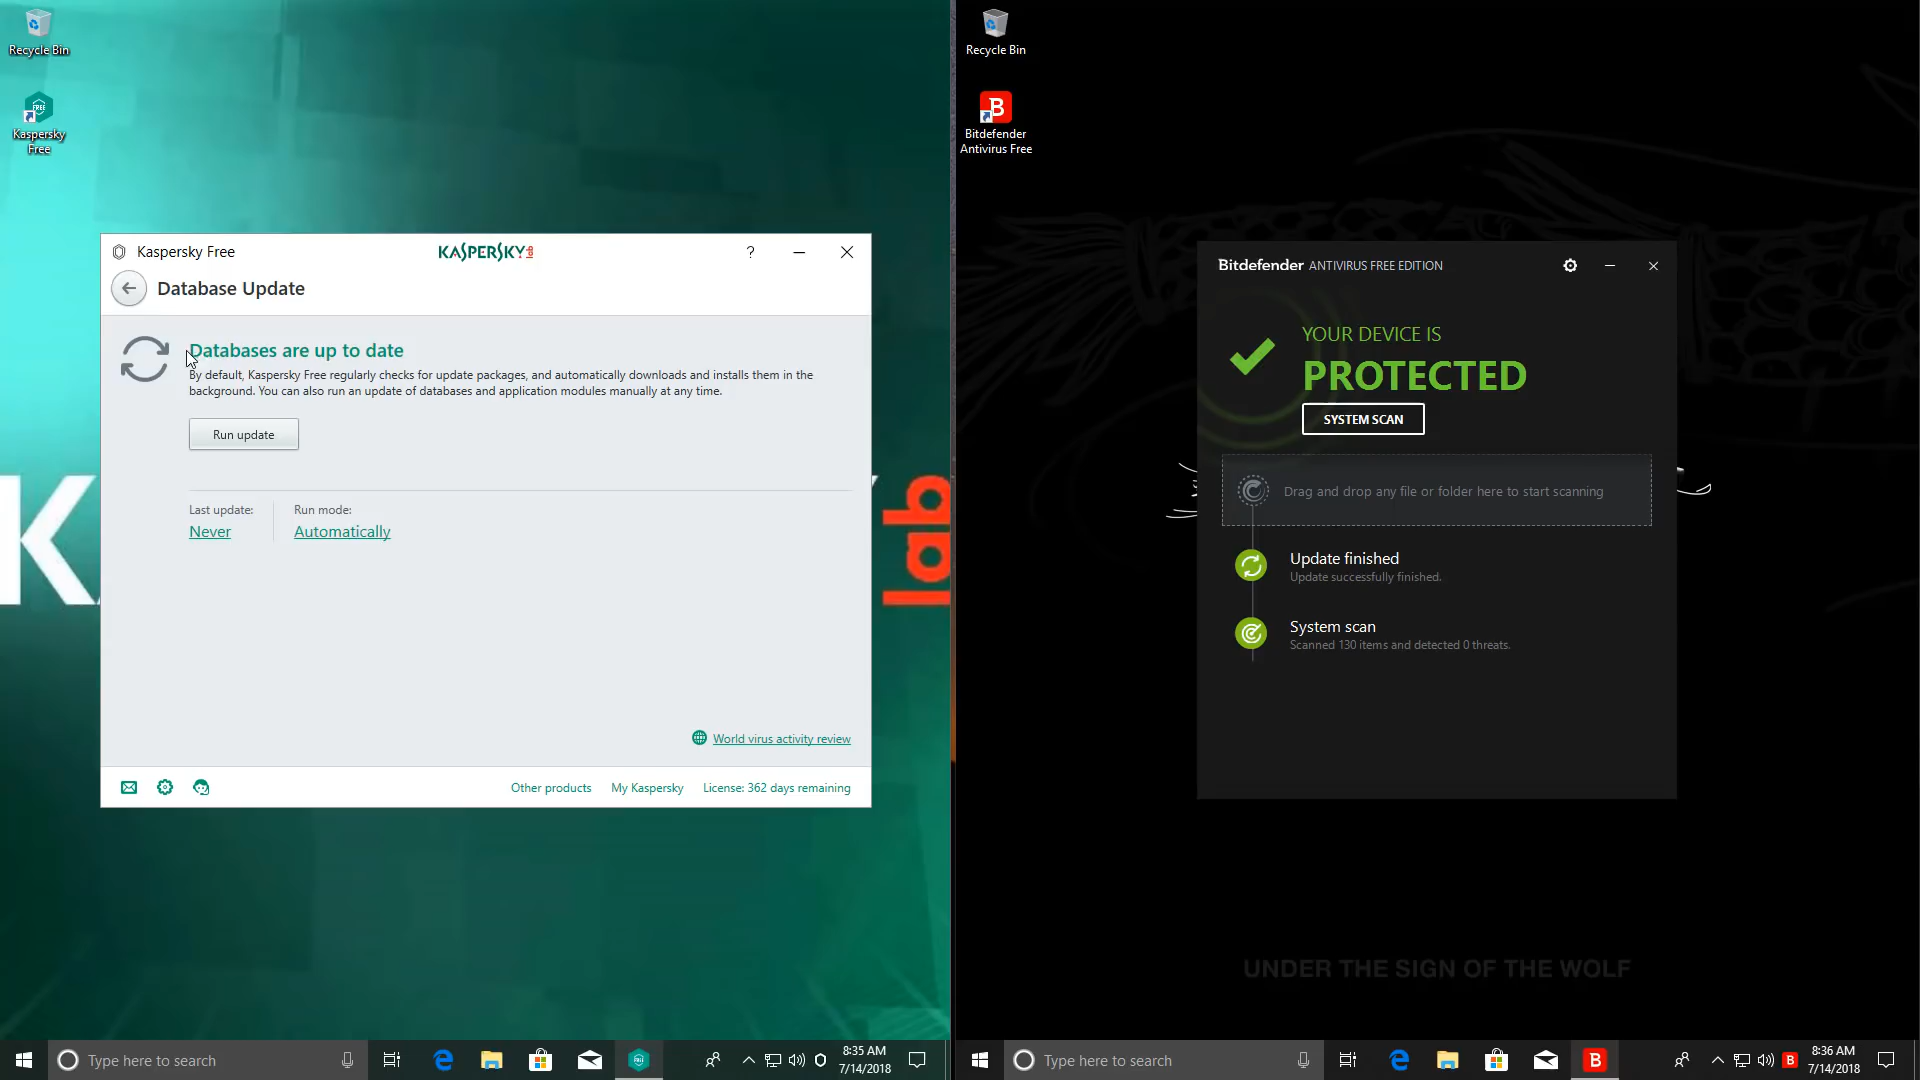 Recycle Bin
Kaspersky
Free
Kaspersky Free
KASPERSKY lab
?
Database Update
Databases are up to date
By default, Kaspersky Free regularly checks for update packages, and automatically downloads and installs them in the
background. You can also run an update of databases and application modules manually at any time.
Run update
Last update:
Never
Run mode:
Automatically
World virus activity review
Other products
My Kaspersky
License: 362 days remaining
K
lab
Type here to search
8:35 AM
7/14/2018
Recycle Bin
B
Bitdefender
Antivirus Free
Bitdefender ANTIVIRUS FREE EDITION
YOUR DEVICE IS
PROTECTED
SYSTEM SCAN
Drag and drop any file or folder here to start scanning
Update finished
Update successfully finished.
System scan
Scanned 130 items and detected 0 threats.
UNDER THE SIGN OF THE WOLF
Type here to search
B
B
8:36 AM
7/14/2018